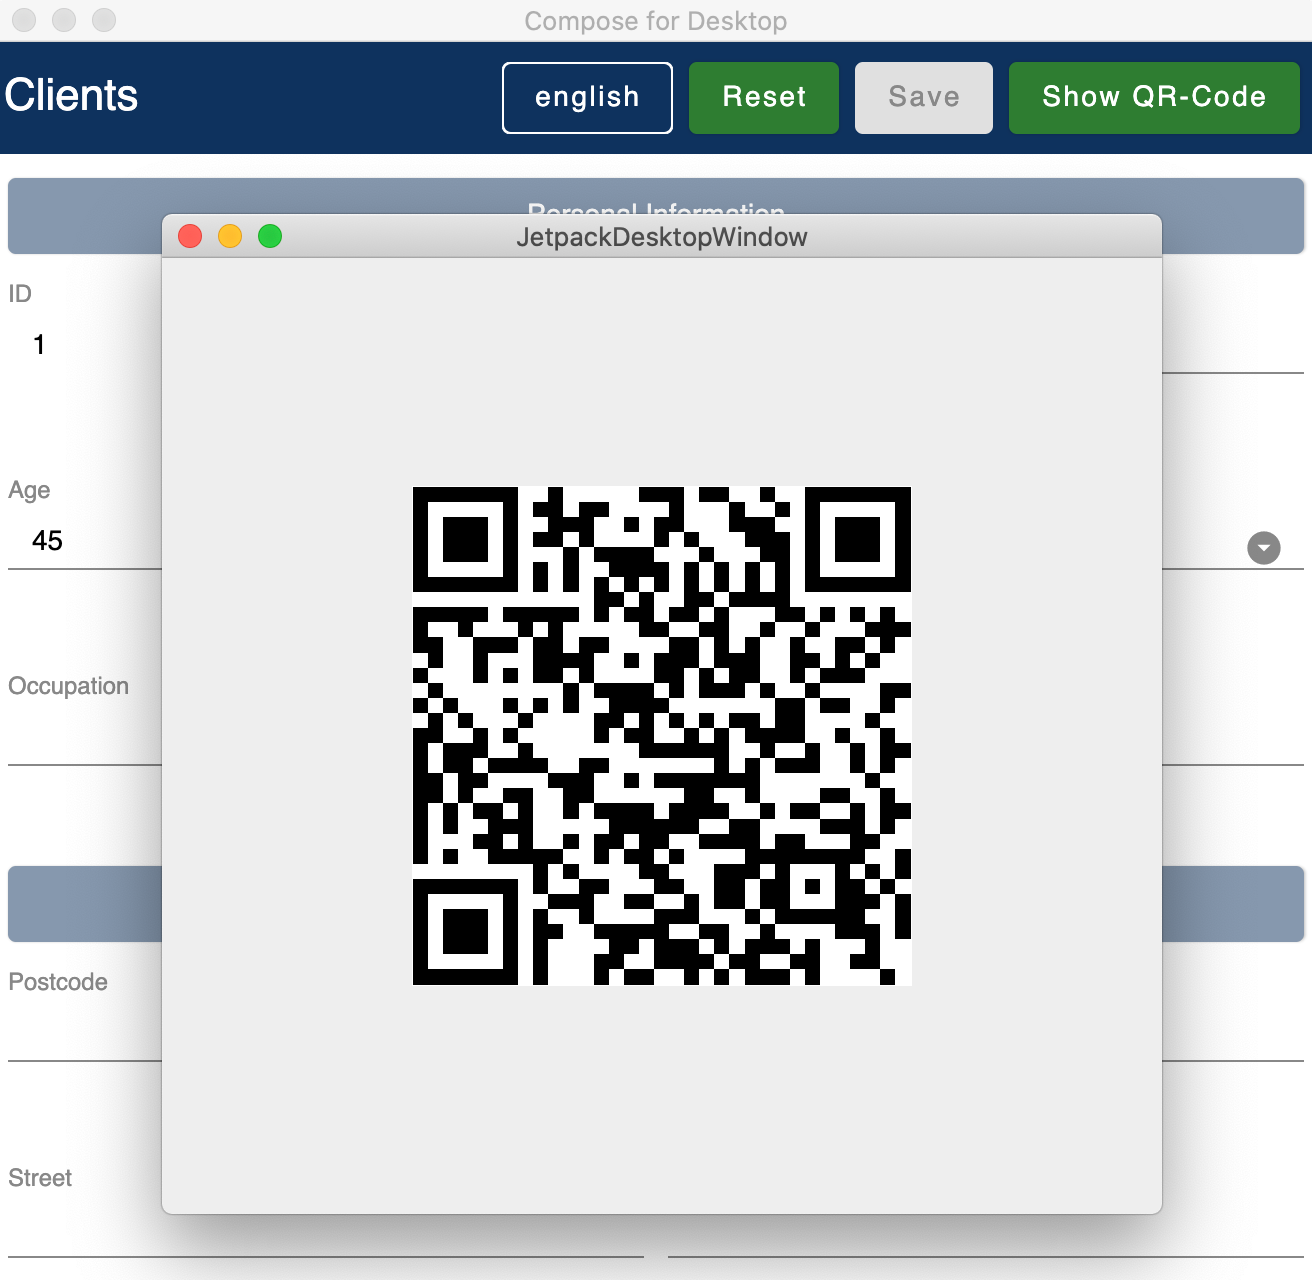 Compose for Desktop
Clients
english
Reset
Save
Show QR-Code
Personal Information
JetpackDesktopWindow
ID
1
Age
45
Occupation
Postcode
Street